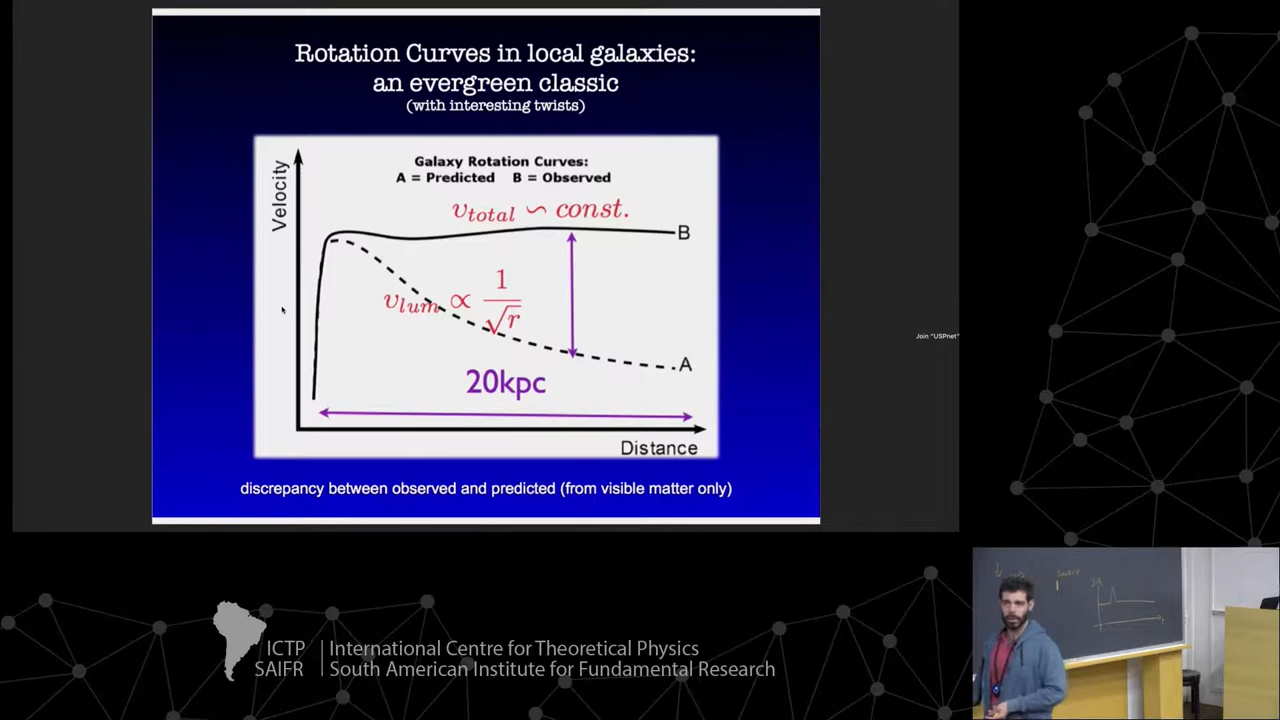 Rotation Curves in local galaxies:
an evergreen classic
(with interesting twists)
Galaxy Rotation Curves:
A = Predicted B = Observed
Velocity
v_total ∽ const.
B
v_lum ∝ 1/√r
A
20kpc
Distance
discrepancy between observed and predicted (from visible matter only)
Join "USPnet"
ICTP
SAIFR
International Centre for Theoretical Physics
South American Institute for Fundamental Research